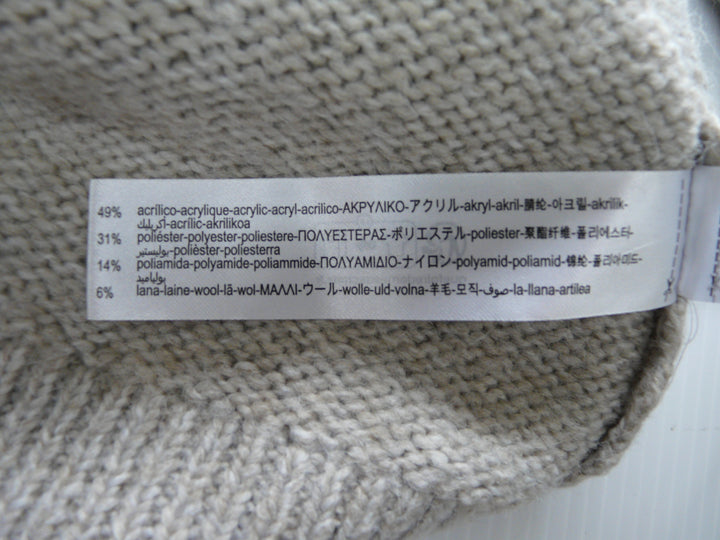 49% acrílico-acrylique-acrylic-acryl-acrilico-ΑΚΡΥΛΙΚΟ-アクリル-akryl-akril-腈纶-아크릴-akrilik-
اكريليك-acrílic-akrilikoa
31% poliéster-polyester-poliestere-ΠΟΛΥΕΣΤΕΡΑΣ-ポリエステル-poliester-聚酯纤维-폴리에스타-
بوليستير-polièster-poliesterra
14% poliamida-polyamide-poliammide-ΠΟΛΥΑΜΙΔΙΟ-ナイロン-polyamid-poliamid-锦纶-폴리아미드-
بولياميد
6% lana-laine-wool-lã-wol-ΜΑΛΛΙ-ウール-wolle-uld-volna-羊毛-모직-صوف-la-llana-artilea